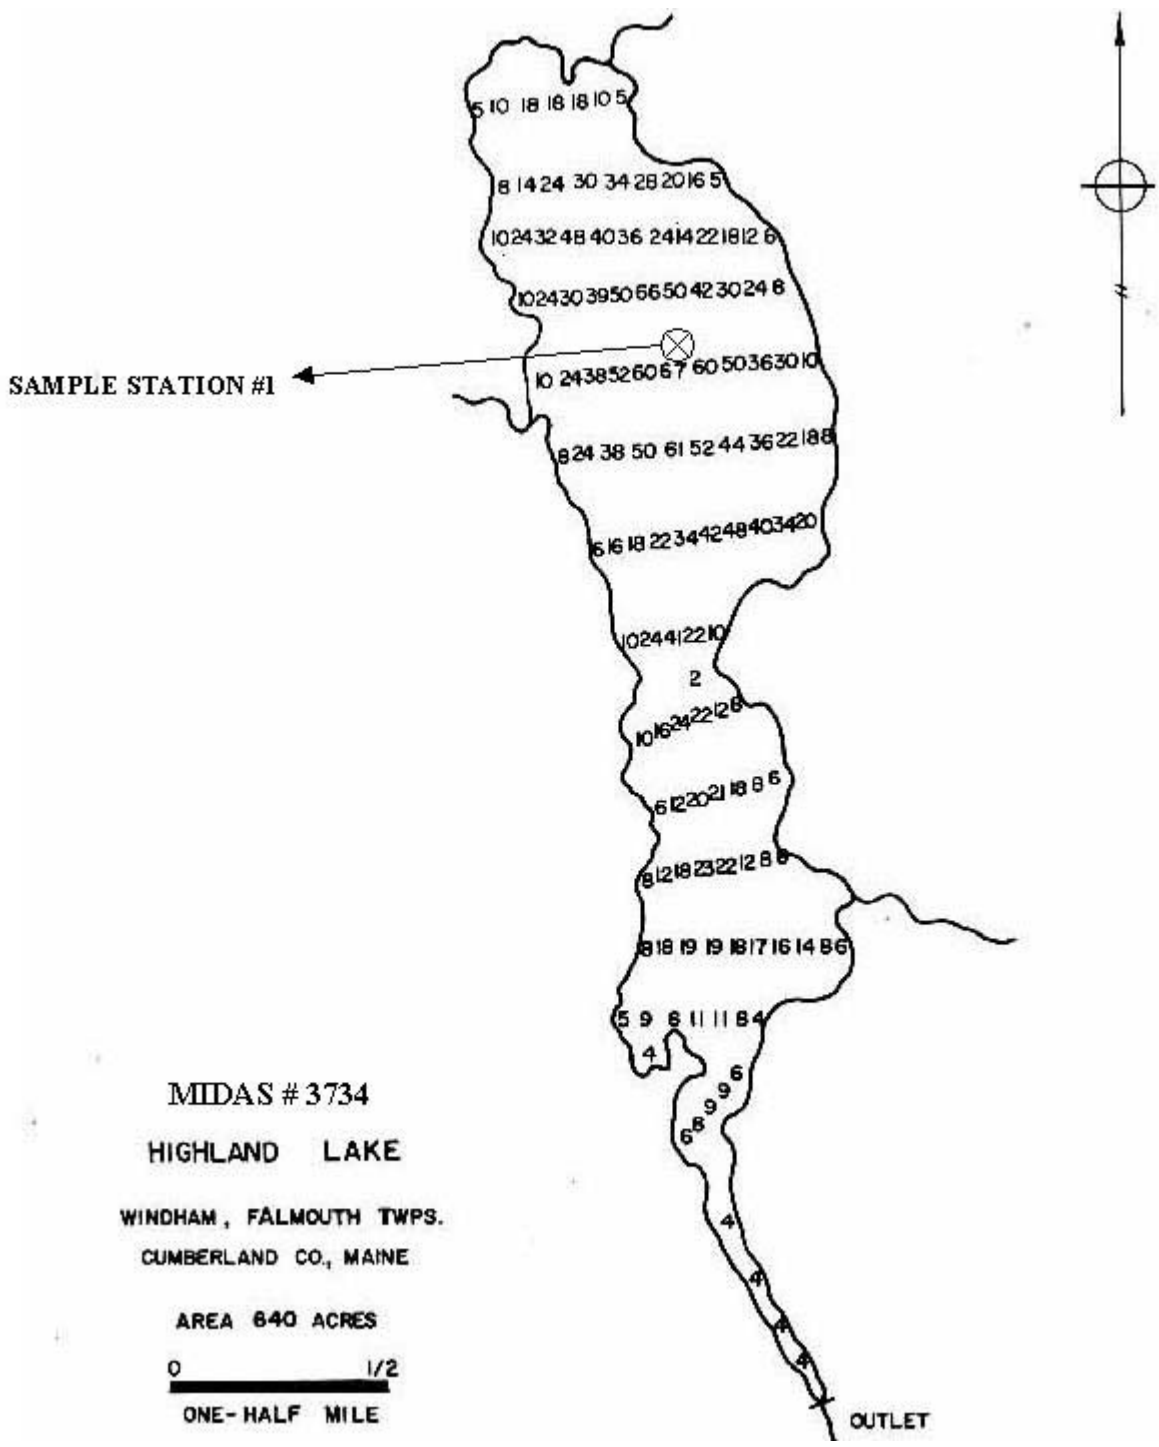 5 10 18 18 18 10 5
8 14 24 30 34 28 20 16 5
10 24 32 48 40 36 24 14 22 18 12 6
10 24 30 39 50 66 50 42 30 24 8
SAMPLE STATION #1
10 24 38 52 60 67 60 50 36 30 10
8 24 38 50 61 52 44 36 22 18 8
6 16 18 22 34 42 48 40 34 20
10 24 41 22 10
2
10 16 24 22 12 8
6 12 20 21 18 8 6
8 12 18 23 22 12 8 8
8 18 19 19 18 17 16 14 8 6
5 9 8 11 11 8 4
4
6
9
9
8
6
4
4
4
4
MIDAS # 3734
HIGHLAND LAKE
WINDHAM, FALMOUTH TWPS.
CUMBERLAND CO., MAINE
AREA 640 ACRES
0 1/2
ONE-HALF MILE
OUTLET